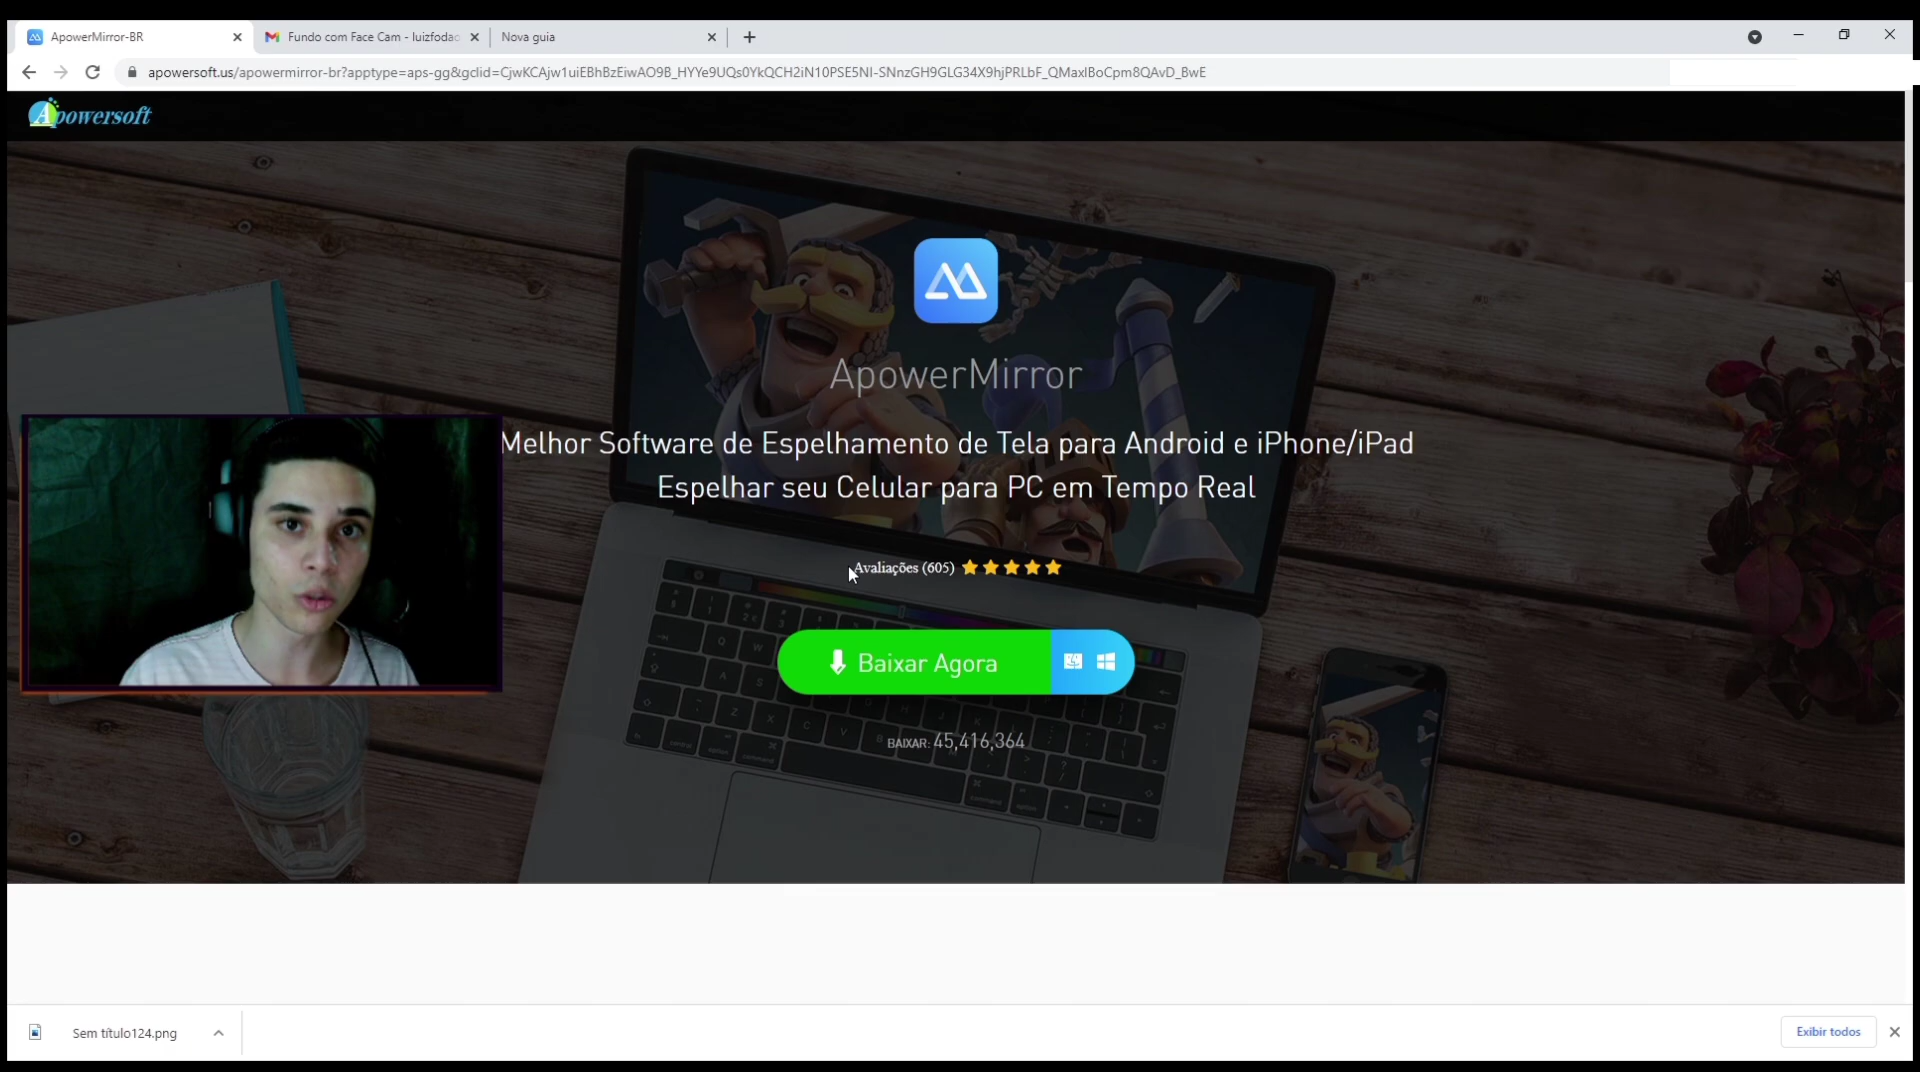 ApowerMirror-BR
Fundo com Face Cam - luizfodao
Nova guia
apowersoft.us/apowermirror-br?apptype=aps-gg&gclid=CjwKCAjw1uiEBhBzEiwAO9B_HYYe9UQs0YkQCH2iN10PSE5NI-SNnzGH9GLG34X9hjPRLbF_QMaxlBoCpm8QAvD_BwE
Apowersoft
ApowerMirror
Melhor Software de Espelhamento de Tela para Android e iPhone/iPad
Espelhar seu Celular para PC em Tempo Real
Avaliações (605)
Baixar Agora
BAIXAR: 45,416,364
Sem título124.png
Exibir todos